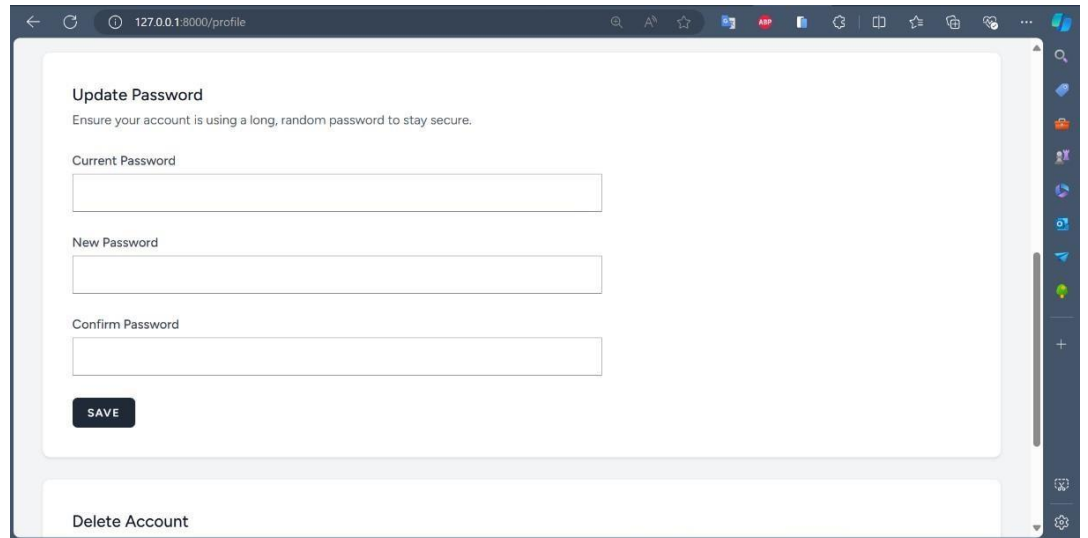 127.0.0.1:8000/profile
ABP
Update Password
Ensure your account is using a long, random password to stay secure.
Current Password
New Password
Confirm Password
SAVE
Delete Account